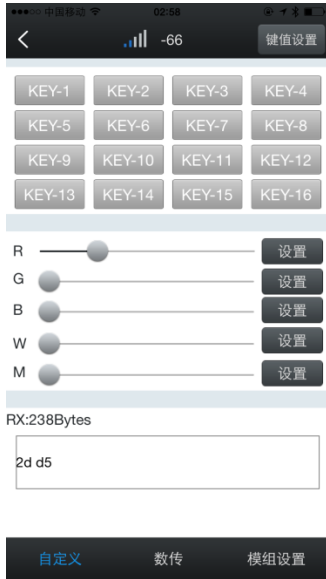 中国移动 02:58
-66 键值设置
KEY-1 KEY-2 KEY-3 KEY-4
KEY-5 KEY-6 KEY-7 KEY-8
KEY-9 KEY-10 KEY-11 KEY-12
KEY-13 KEY-14 KEY-15 KEY-16
R 设置
G 设置
B 设置
W 设置
M 设置
RX:238Bytes
2d d5
自定义 数传 模组设置